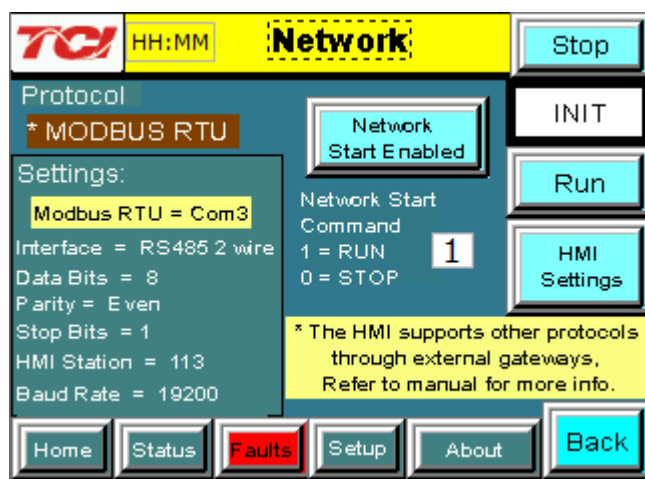 TCI HH:MM Network Stop
Protocol
* MODBUS RTU
Network
Start Enabled
INIT
Settings:
Modbus RTU = Com3
Interface = RS485 2 wire
Data Bits = 8
Parity = Even
Stop Bits = 1
HMI Station = 113
Baud Rate = 19200
Network Start
Command
1 = RUN
0 = STOP
1
Run
HMI
Settings
* The HMI supports other protocols
through external gateways,
Refer to manual for more info.
Home Status Faults Setup About Back